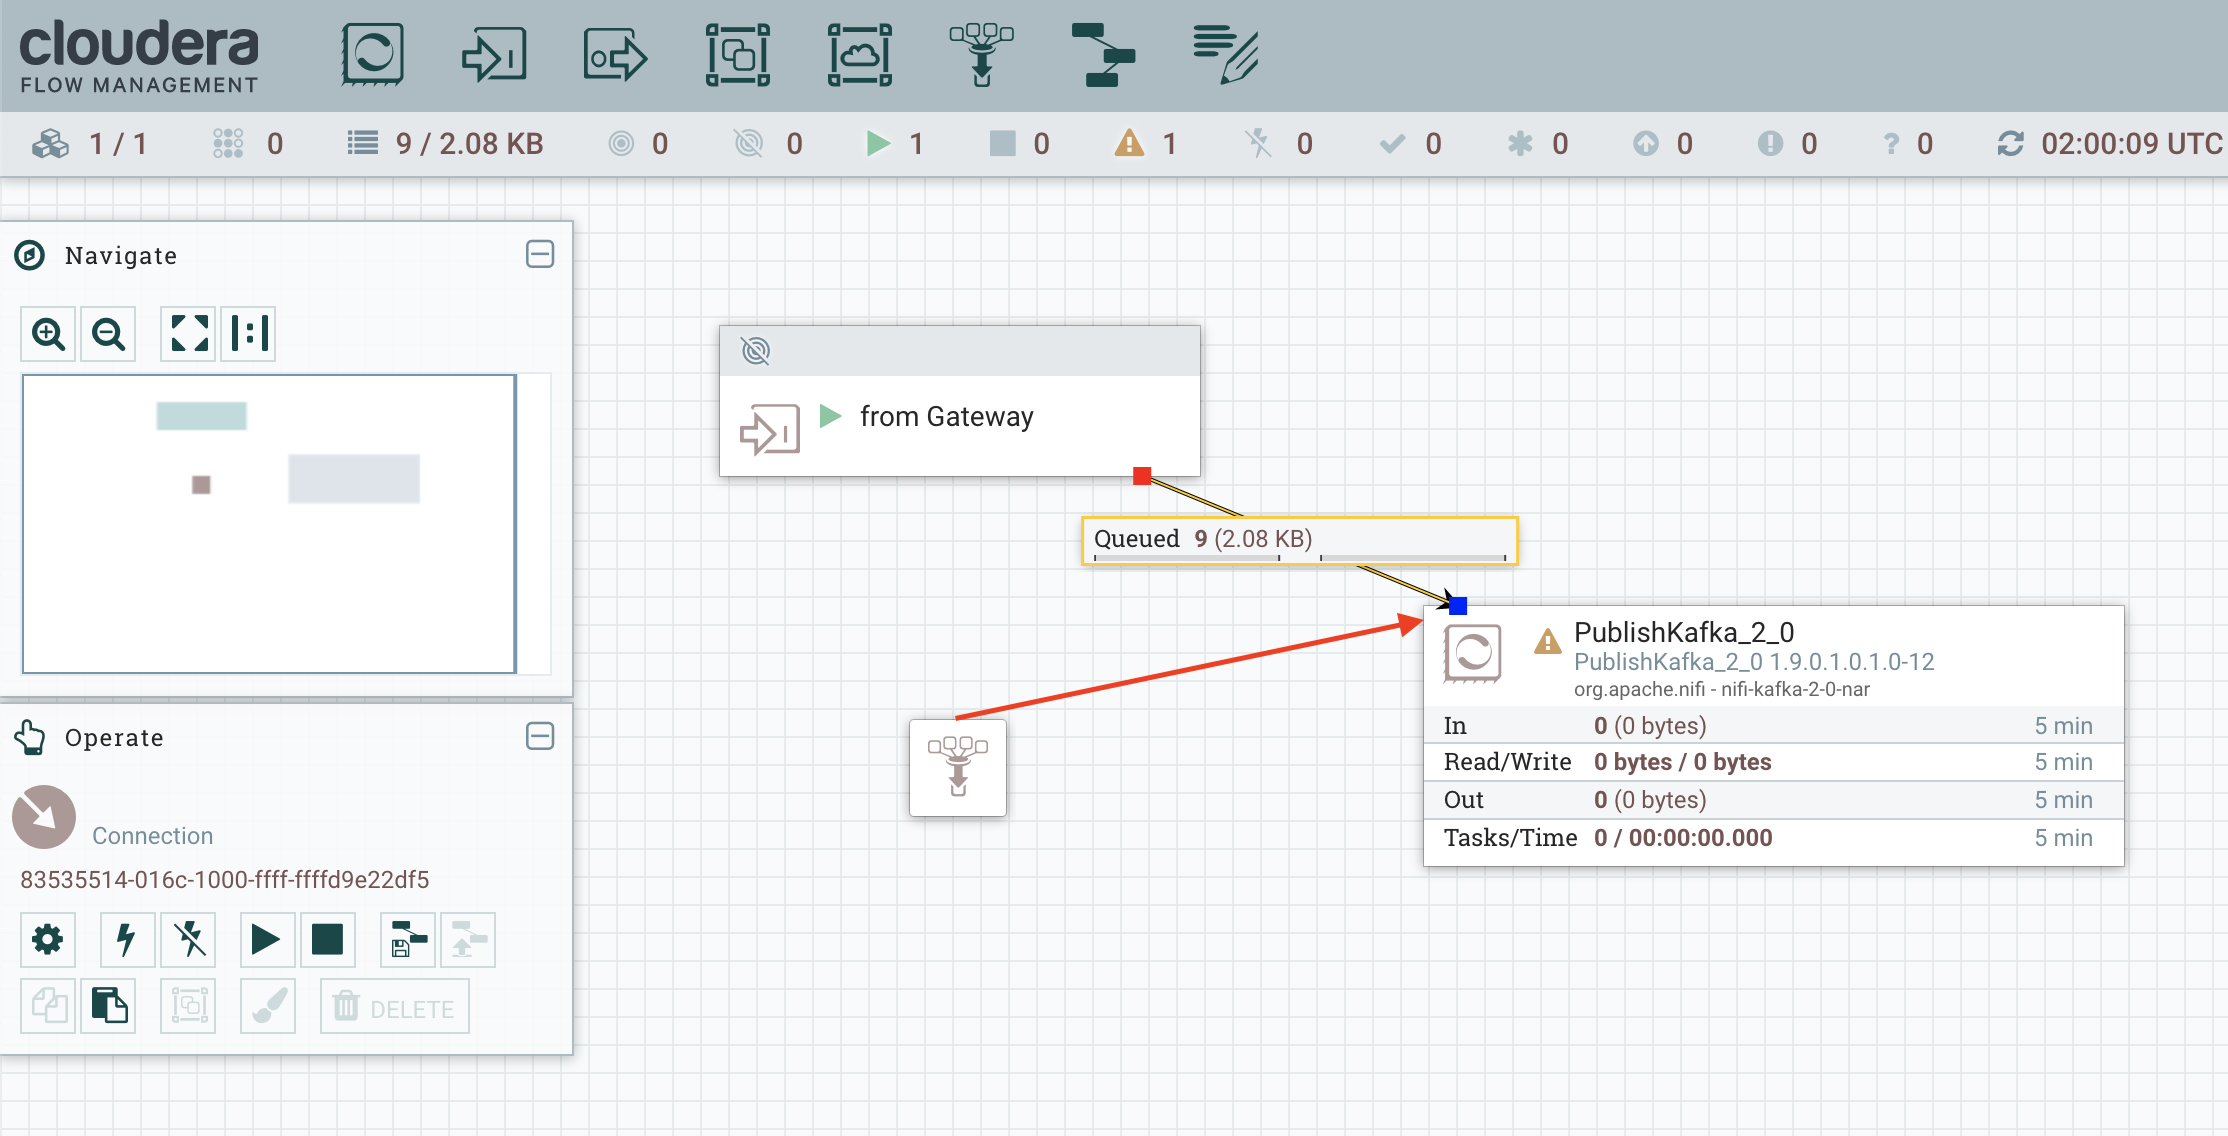 cloudera
FLOW MANAGEMENT
1 / 1 0 9 / 2.08 KB 0 0 1 0 1 0 0 0 0 0 ? 0 02:00:09 UTC
Navigate
from Gateway
Queued 9 (2.08 KB)
PublishKafka_2_0
PublishKafka_2_0 1.9.0.1.0.1.0-12
org.apache.nifi - nifi-kafka-2-0-nar
In 0 (0 bytes) 5 min
Read/Write 0 bytes / 0 bytes 5 min
Out 0 (0 bytes) 5 min
Tasks/Time 0 / 00:00:00.000 5 min
Operate
Connection
83535514-016c-1000-ffff-ffffd9e22df5
DELETE